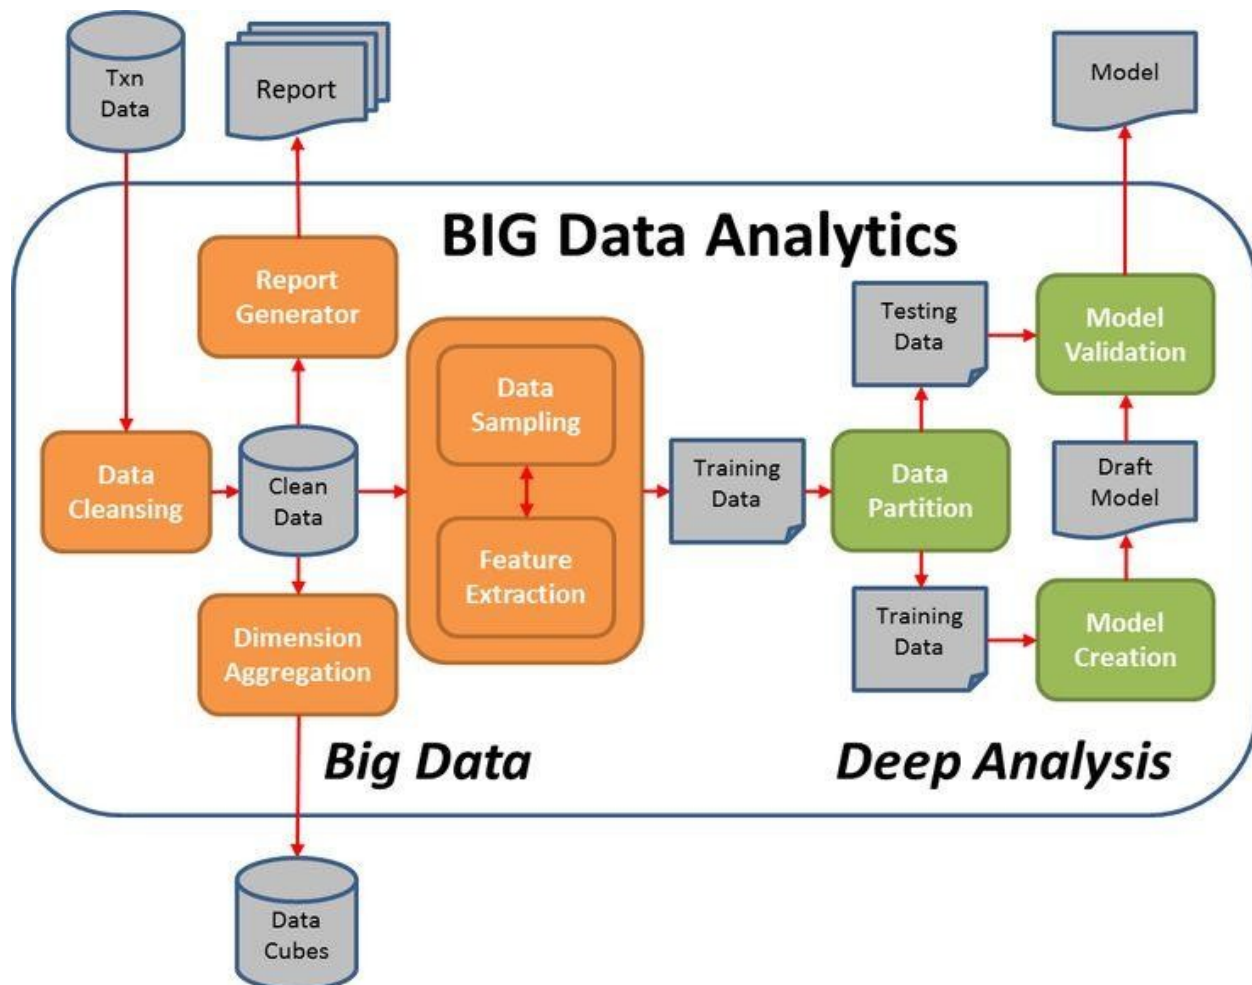 Txn
Data
Report
Model
BIG Data Analytics
Report
Generator
Testing
Data
Model
Validation
Data
Sampling
Data
Cleansing
Clean
Data
Training
Data
Data
Partition
Draft
Model
Feature
Extraction
Dimension
Aggregation
Training
Data
Model
Creation
Big Data
Deep Analysis
Data
Cubes